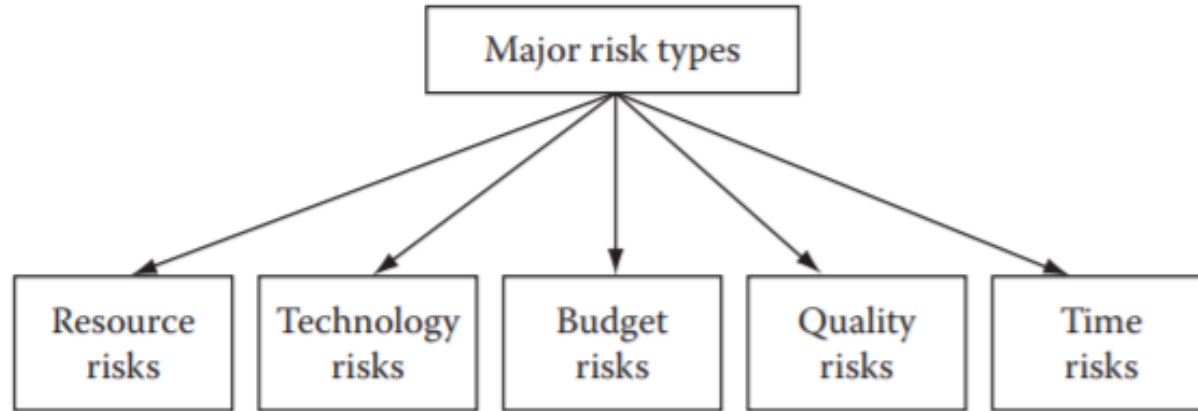 Major risk types
Resource
risks
Technology
risks
Budget
risks
Quality
risks
Time
risks